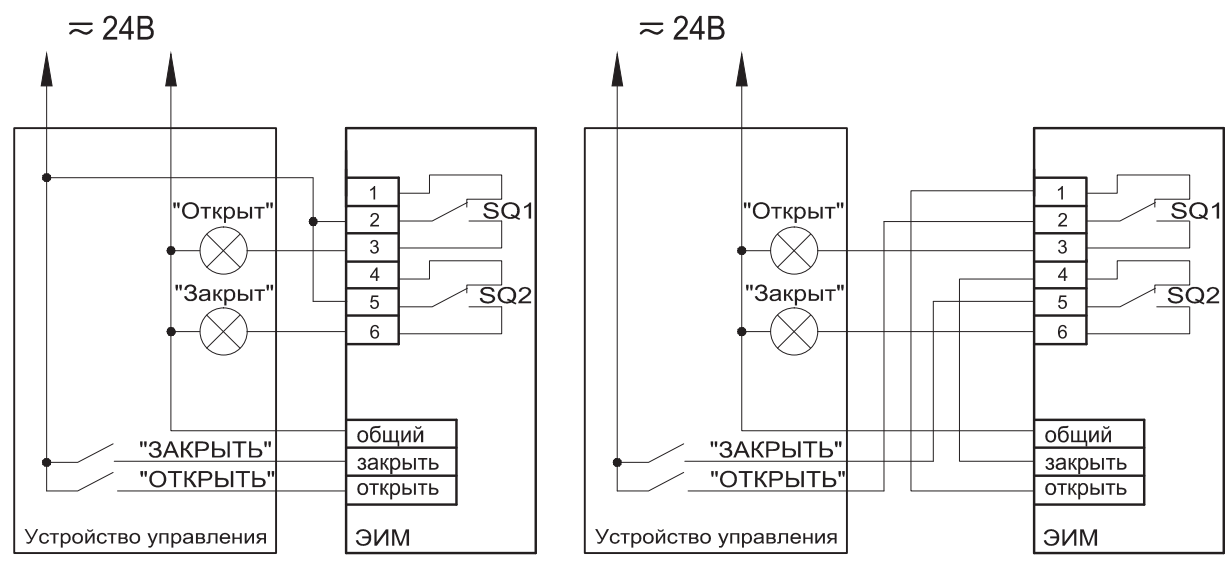 ≂ 24В
"Открыт"
"Закрыт"
1
2
3
4
5
6
SQ1
SQ2
общий
"ЗАКРЫТЬ"
закрыть
"ОТКРЫТЬ"
открыть
Устройство управления
ЭИМ
≂ 24В
"Открыт"
"Закрыт"
1
2
3
4
5
6
SQ1
SQ2
общий
"ЗАКРЫТЬ"
закрыть
"ОТКРЫТЬ"
открыть
Устройство управления
ЭИМ